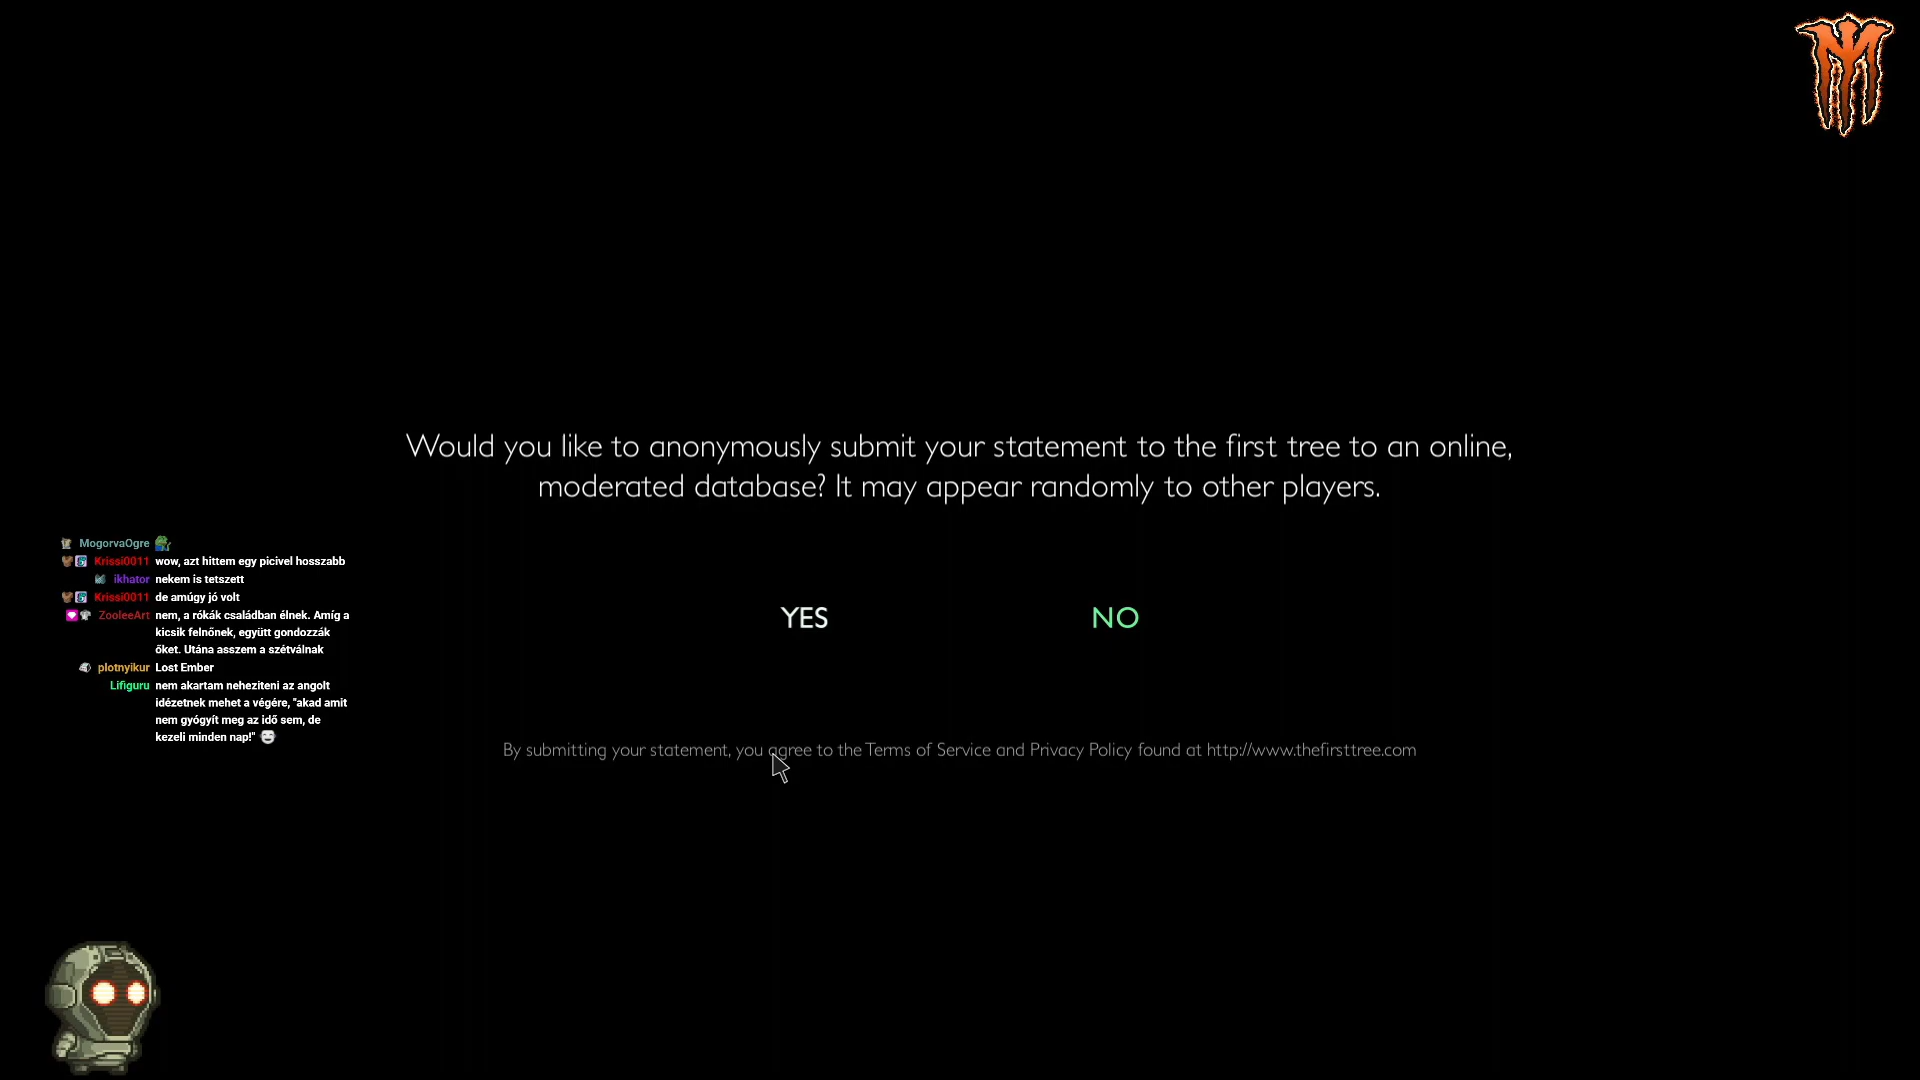 Would you like to anonymously submit your statement to the first tree to an online,
moderated database? It may appear randomly to other players.
MogorvaOgre
Krissi0011 wow, azt hittem egy picivel hosszabb
ikhator nekem is tetszett
Krissi0011 de amúgy jó volt
YES
NO
ZooleeArt nem, a rókák családban élnek. Amíg a
kicsik felnőnek, együtt gondozzák
őket. Utána asszem a szétválnak
plotnyikur Lost Ember
Lifiguru nem akartam neheziteni az angolt
idézetnek mehet a végére, "akad amit
nem gyógyít meg az idő sem, de
kezeli minden nap!"
By submitting your statement, you agree to the Terms of Service and Privacy Policy found at http://www.thefirsttree.com